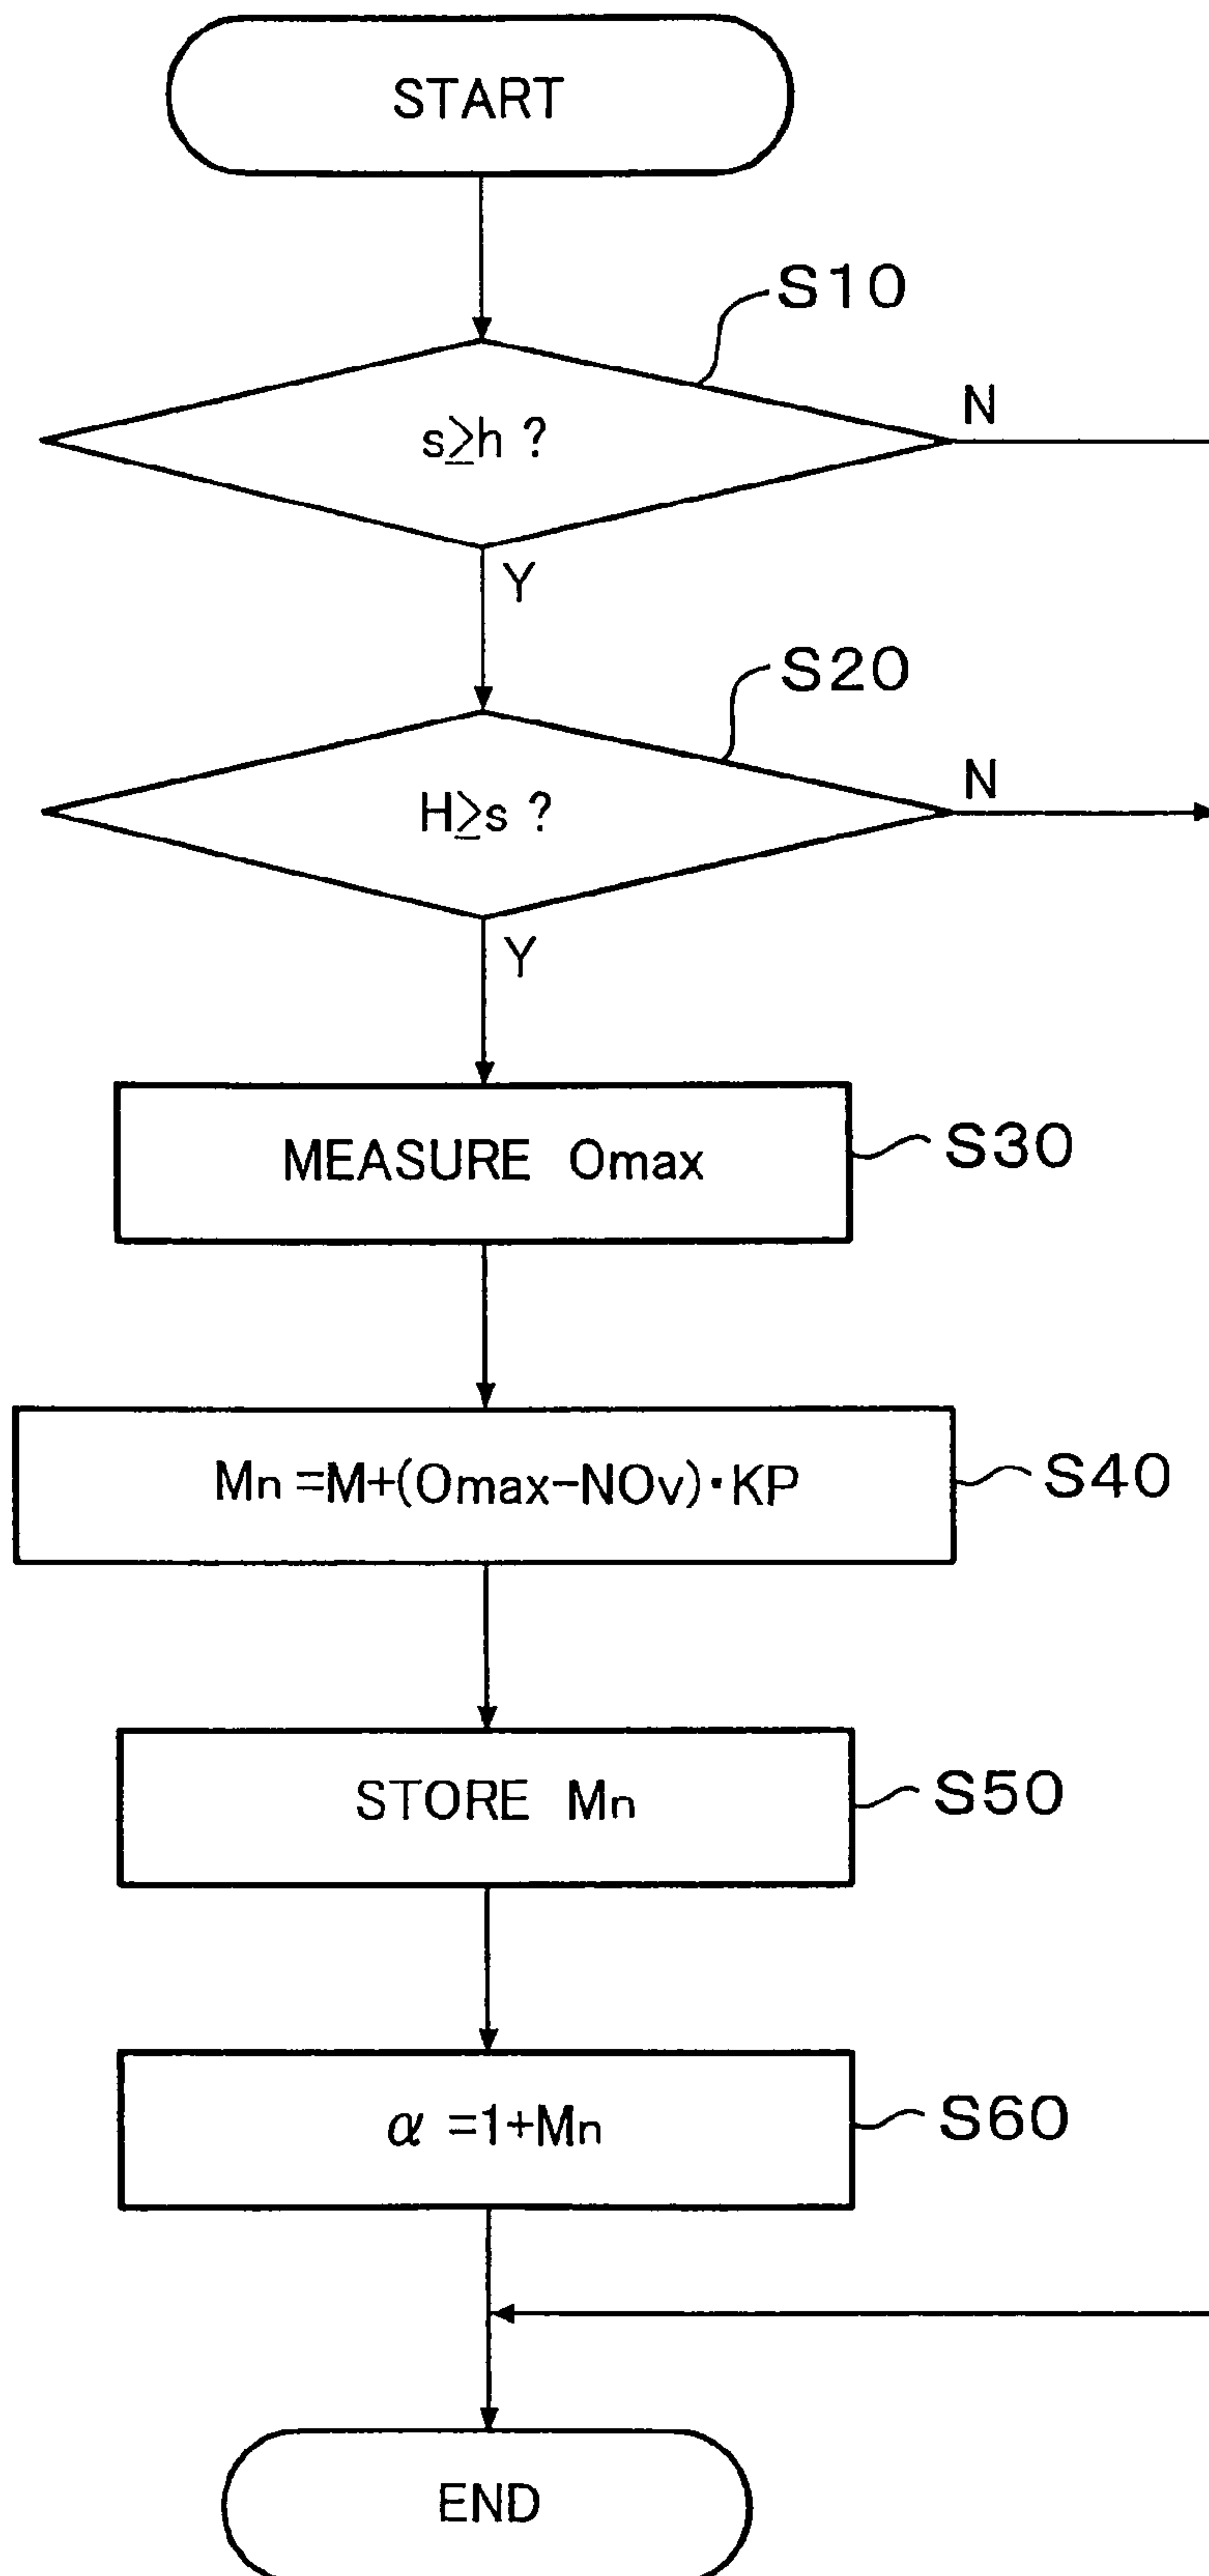 START
S10
s≥h ?
N
Y
S20
H≥s ?
N
Y
MEASURE Omax
S30
Mn =M+(Omax-NOv)・KP
S40
STORE Mn
S50
α =1+Mn
S60
END